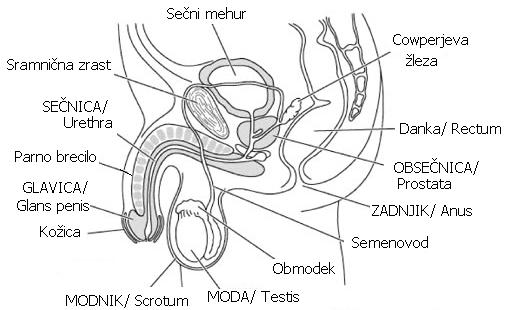 Sečni mehur
Cowperjeva
žleza
Sramnična zrast
SEČNICA/
Urethra
Danka/ Rectum
Parno brecilo
OBSEČNICA/
Prostata
GLAVICA/
Glans penis
ZADNJIK/ Anus
Kožica
Semenovod
Obmodek
MODNIK/ Scrotum
MODA/ Testis